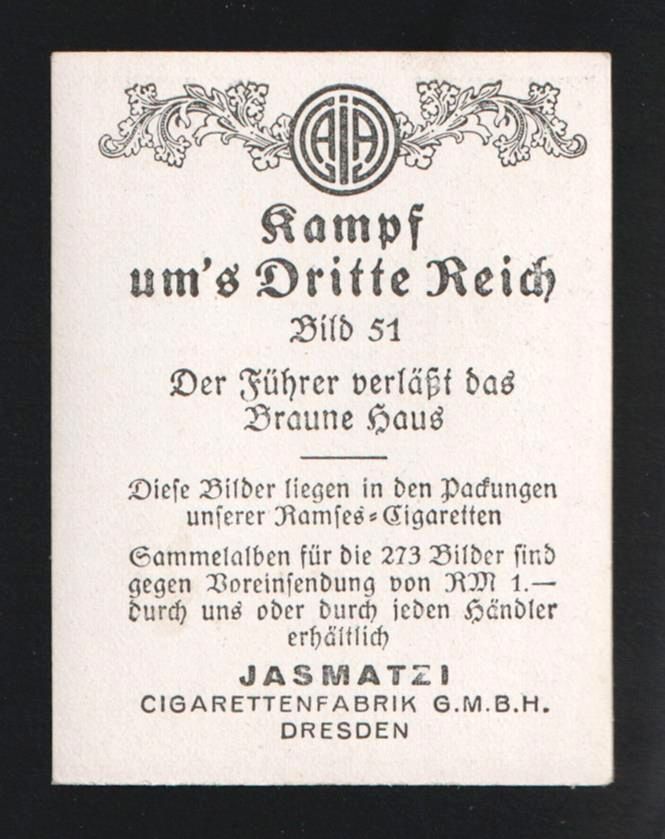 AIA
Kampf
um's Dritte Reich
Bild 51
Der Führer verläßt das
Braune Haus
Diese Bilder liegen in den Packungen
unserer Ramses-Cigaretten
Sammelalben für die 273 Bilder sind
gegen Voreinsendung von RM 1.—
durch uns oder durch jeden Händler
erhältlich
JASMATZI
CIGARETTENFABRIK G.M.B.H.
DRESDEN